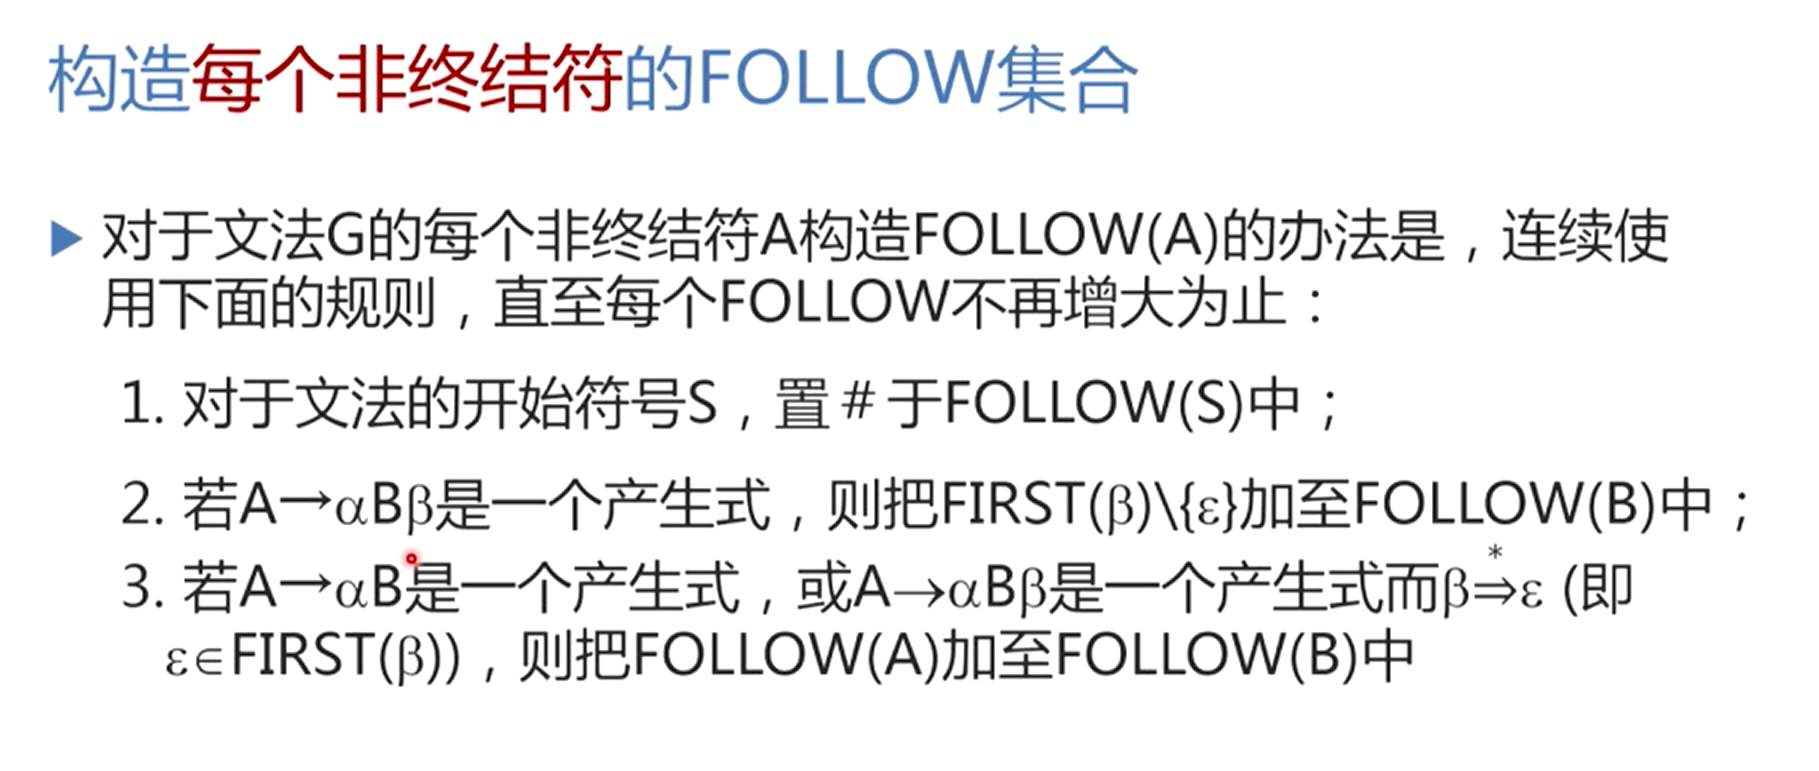 构造每个非终结符的FOLLOW集合
对于文法G的每个非终结符A构造FOLLOW(A)的办法是，连续使
用下面的规则，直至每个FOLLOW不再增大为止：
1. 对于文法的开始符号S，置＃于FOLLOW(S)中；
2. 若A→αBβ是一个产生式，则把FIRST(β)\{ε}加至FOLLOW(B)中；
3. 若A→αB是一个产生式，或A→αBβ是一个产生式而β⇒*ε (即
ε∈FIRST(β))，则把FOLLOW(A)加至FOLLOW(B)中